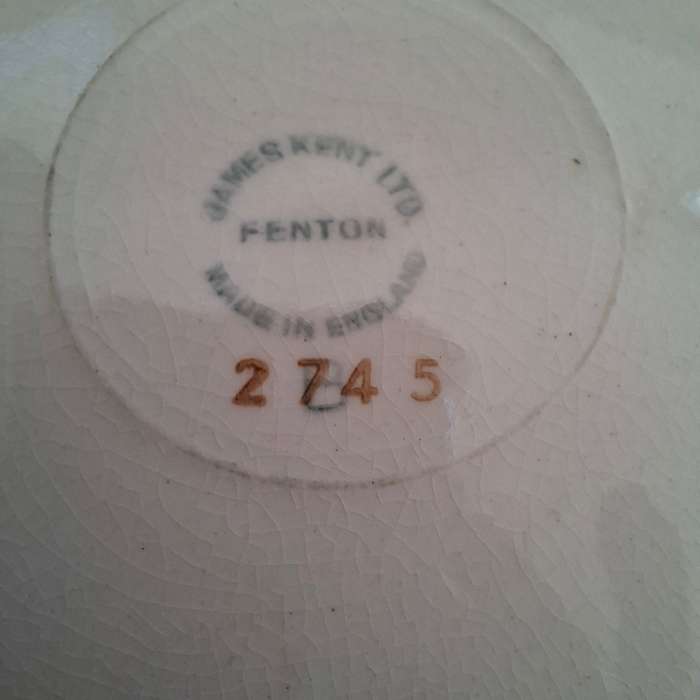 JAMES KENT LTD.
FENTON
MADE IN ENGLAND
2745
B